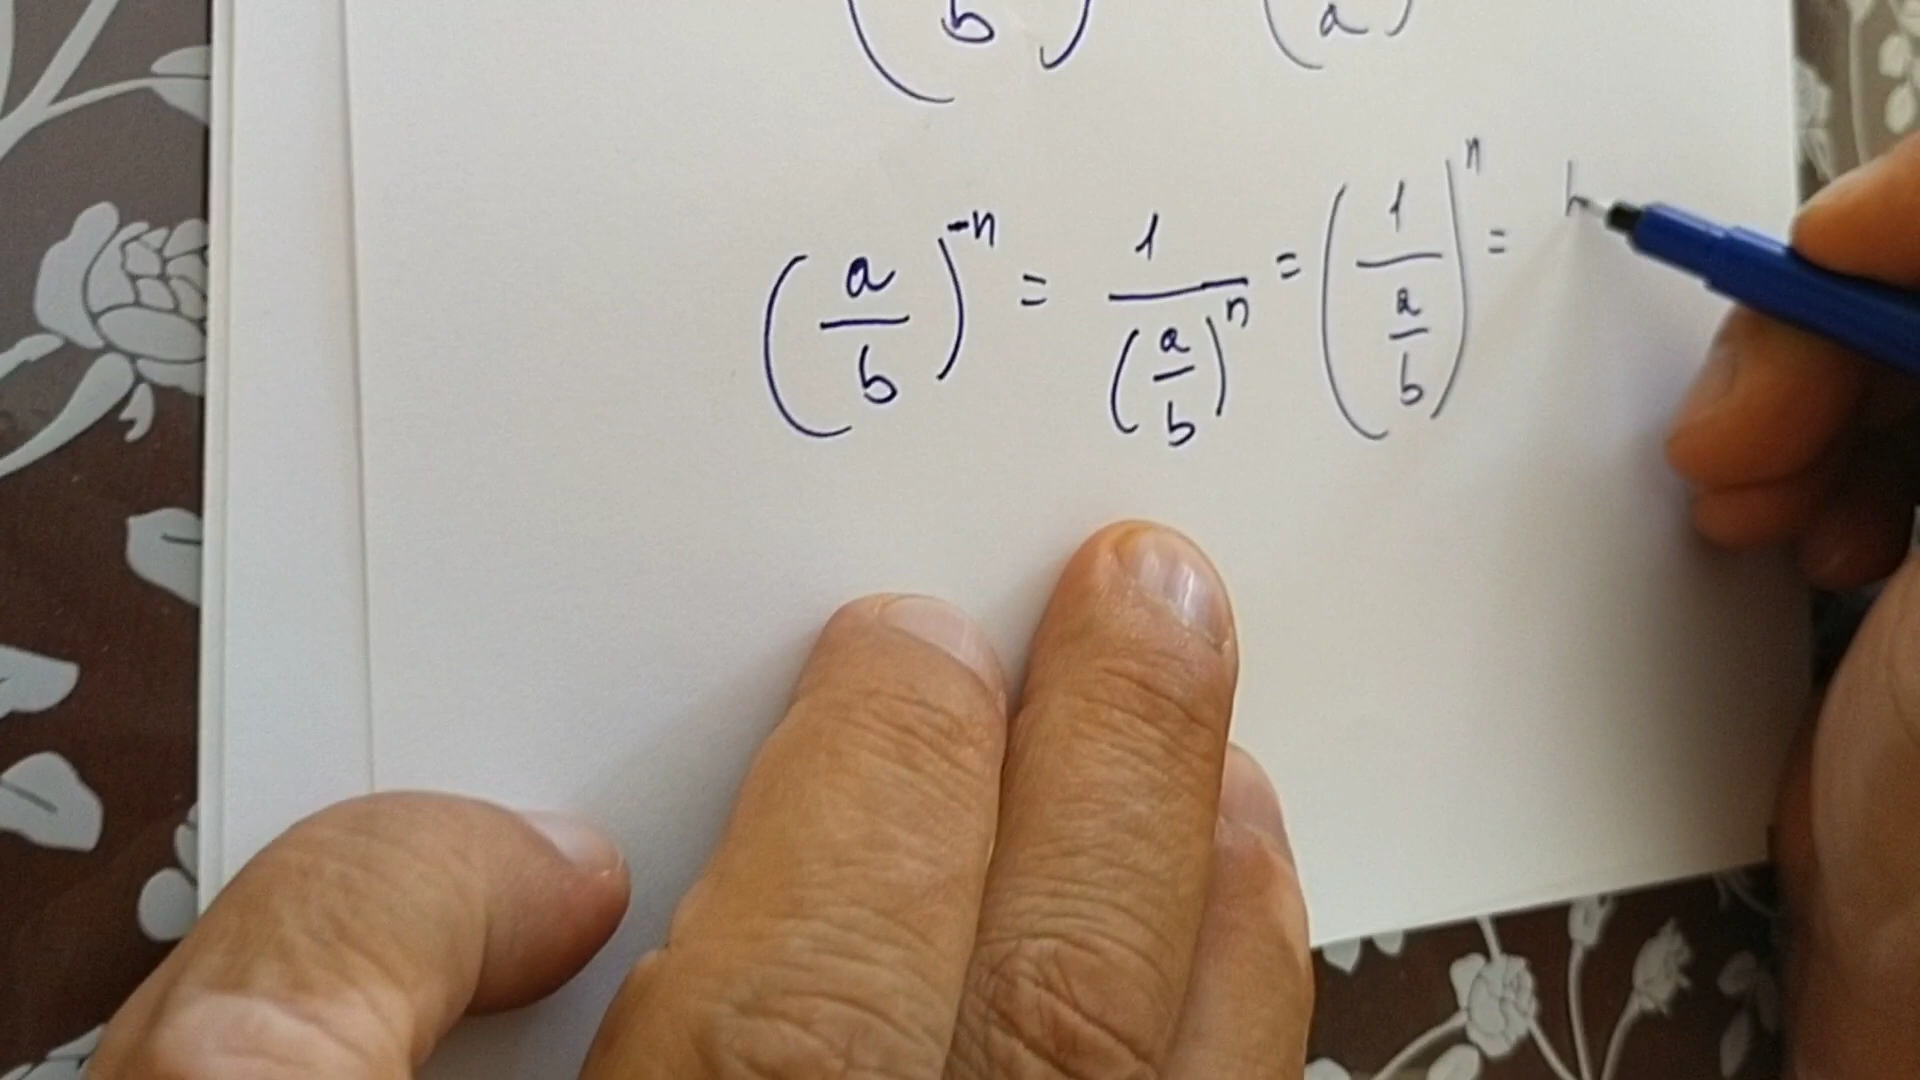 ( b ) ( a )
(a/b)^-n = 1/(a/b)^n = (1/(a/b))^n = b